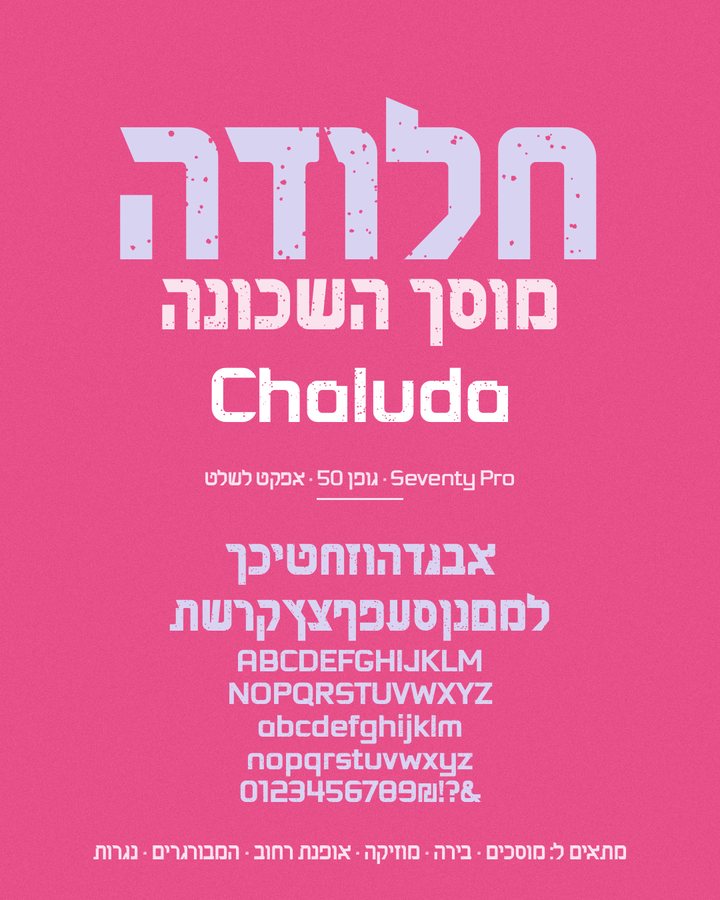 חלודה
מוסך השכונה
Chaluda
Seventy Pro · גופן 50 · אפקט לשלט
אבגדהוזחטיכך
למםנןסעפףצץקרשת
ABCDEFGHIJKLM
NOPQRSTUVWXYZ
abcdefghijklm
nopqrstuvwxyz
0123456789₪!?&
מתאים ל: מוסכים · בירה · מוזיקה · אופנת רחוב · המבורגרים · נגרות